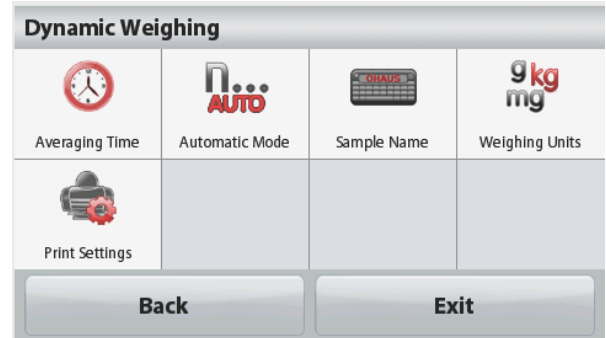 Dynamic Weighing
n...
AUTO
OHAUS
g kg
mg
Averaging Time
Automatic Mode
Sample Name
Weighing Units
Print Settings
Back
Exit